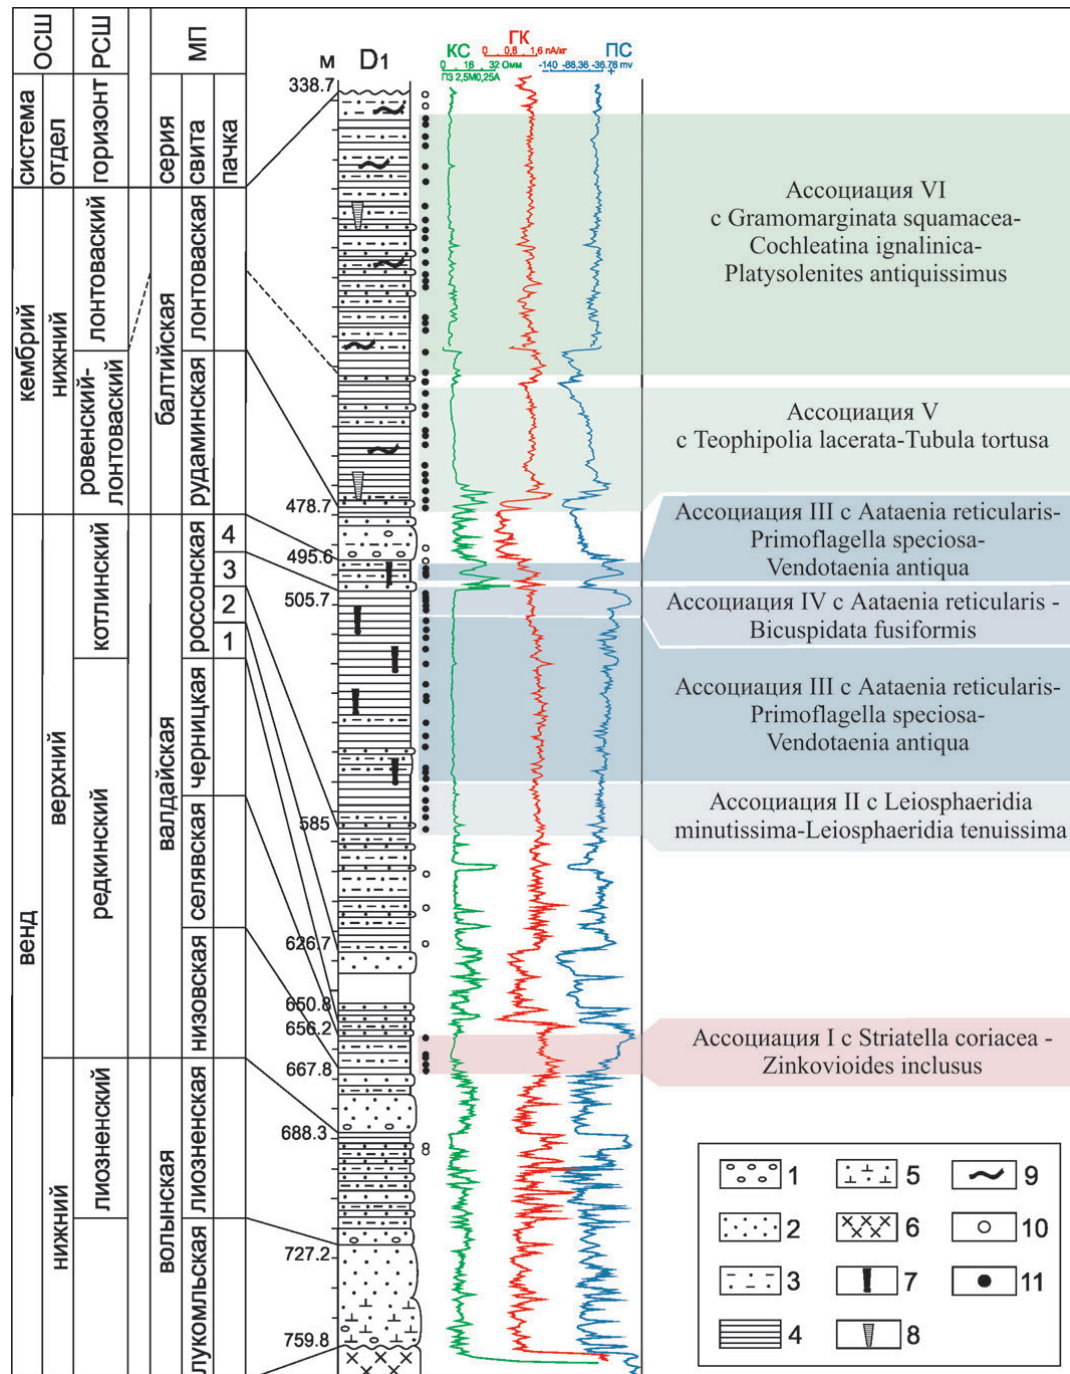 ОСШ
РСШ
МП
система
отдел
горизонт
серия
свита
пачка
м
D1
КС
0 16 32 Омм
ПЗ 2,5М0,25А
ГК
0 0,8 1,6 пА/кг
ПС
-140 -88,36 -36,78 mv
+
338.7
478.7
495.6
505.7
585
626.7
650.8
656.2
667.8
688.3
727.2
759.8
кембрий
нижний
лонтоваский
ровенский-
лонтоваский
балтийская
лонтоваская
рудаминская
венд
верхний
котлинский
редкинский
валдайская
россонская
4
3
2
1
черницкая
селявская
низовская
нижний
лиозненский
волынская
лиозненская
лукомльская
Ассоциация VI
с Gramomarginata squamacea-
Cochleatina ignalinica-
Platysolenites antiquissimus
Ассоциация V
с Teophipolia lacerata-Tubula tortusa
Ассоциация III с Aataenia reticularis-
Primoflagella speciosa-
Vendotaenia antiqua
Ассоциация IV с Aataenia reticularis -
Bicuspidata fusiformis
Ассоциация III с Aataenia reticularis-
Primoflagella speciosa-
Vendotaenia antiqua
Ассоциация II с Leiosphaeridia
minutissima-Leiosphaeridia tenuissima
Ассоциация I с Striatella coriacea -
Zinkovioides inclusus
1
2
3
4
5
6
7
8
9
10
11